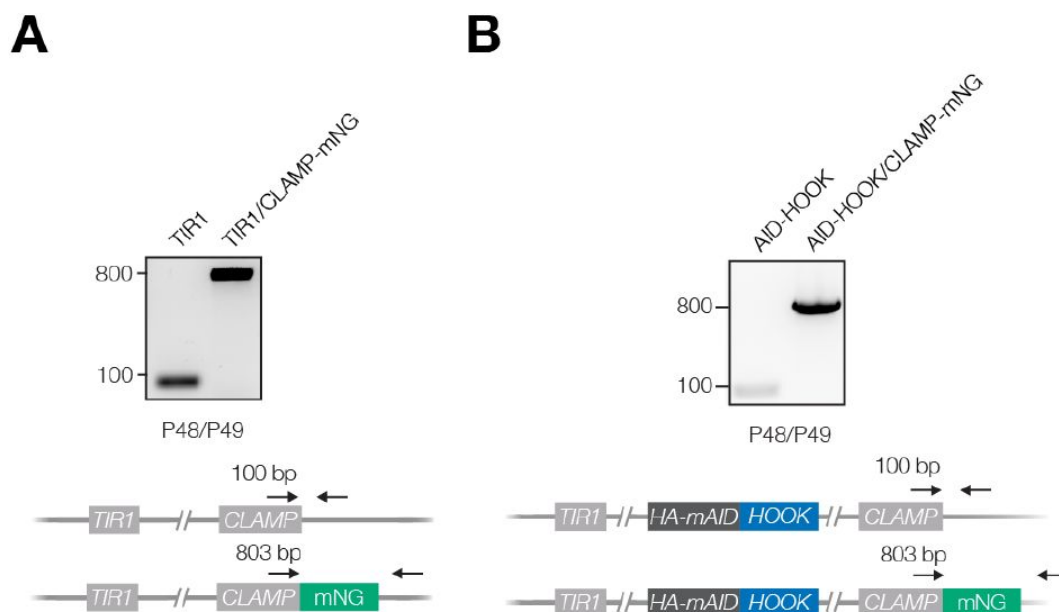 A
TIR1
TIR1/CLAMP-mNG
800
100
P48/P49
100 bp
TIR1 // CLAMP
803 bp
TIR1 // CLAMP mNG
B
AID-HOOK
AID-HOOK/CLAMP-mNG
800
100
P48/P49
100 bp
TIR1 // HA-mAID HOOK // CLAMP
803 bp
TIR1 // HA-mAID HOOK // CLAMP mNG